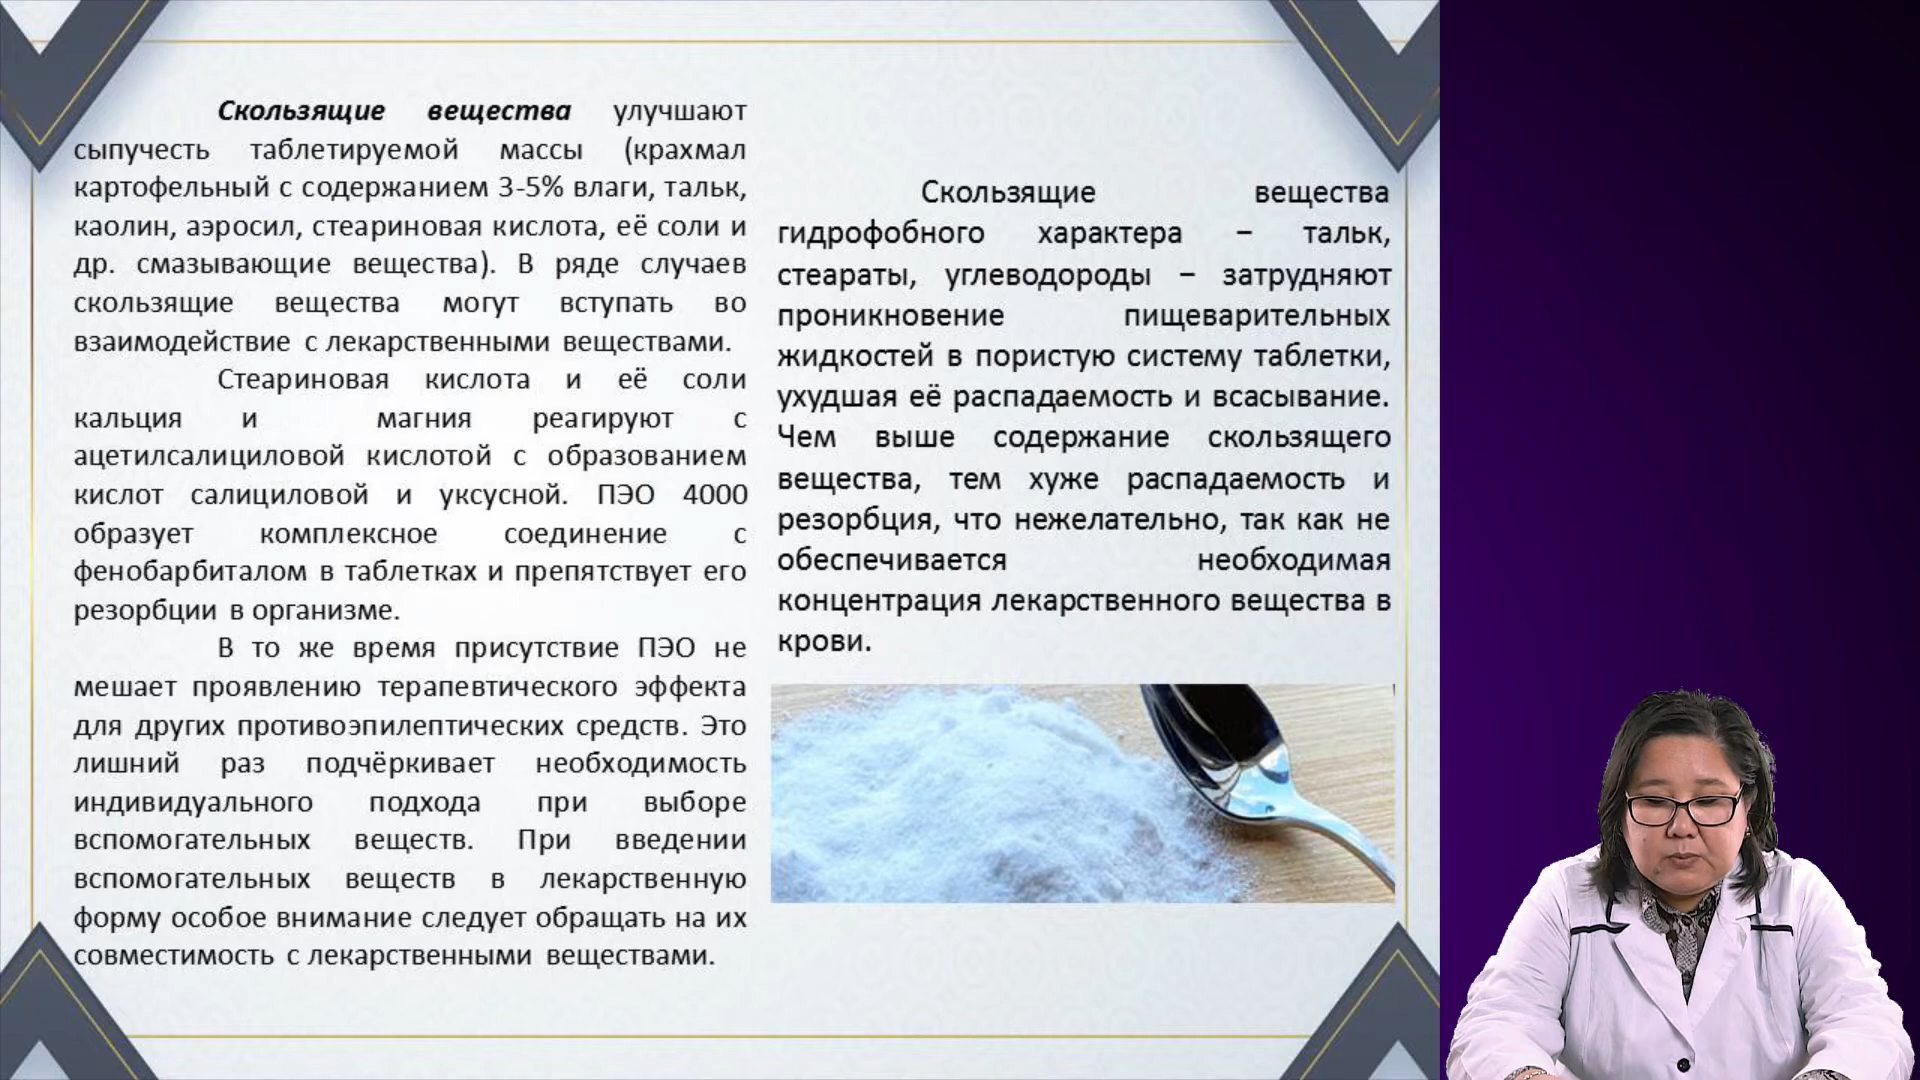 Скользящие вещества улучшают
сыпучесть таблетируемой массы (крахмал
картофельный с содержанием 3-5% влаги, тальк,
каолин, аэросил, стеариновая кислота, её соли и
др. смазывающие вещества). В ряде случаев
скользящие вещества могут вступать во
взаимодействие с лекарственными веществами.
Стеариновая кислота и её соли
кальция и магния реагируют с
ацетилсалициловой кислотой с образованием
кислот салициловой и уксусной. ПЭО 4000
образует комплексное соединение с
фенобарбиталом в таблетках и препятствует его
резорбции в организме.
В то же время присутствие ПЭО не
мешает проявлению терапевтического эффекта
для других противоэпилептических средств. Это
лишний раз подчёркивает необходимость
индивидуального подхода при выборе
вспомогательных веществ. При введении
вспомогательных веществ в лекарственную
форму особое внимание следует обращать на их
совместимость с лекарственными веществами.
Скользящие вещества
гидрофобного характера – тальк,
стеараты, углеводороды – затрудняют
проникновение пищеварительных
жидкостей в пористую систему таблетки,
ухудшая её распадаемость и всасывание.
Чем выше содержание скользящего
вещества, тем хуже распадаемость и
резорбция, что нежелательно, так как не
обеспечивается необходимая
концентрация лекарственного вещества в
крови.